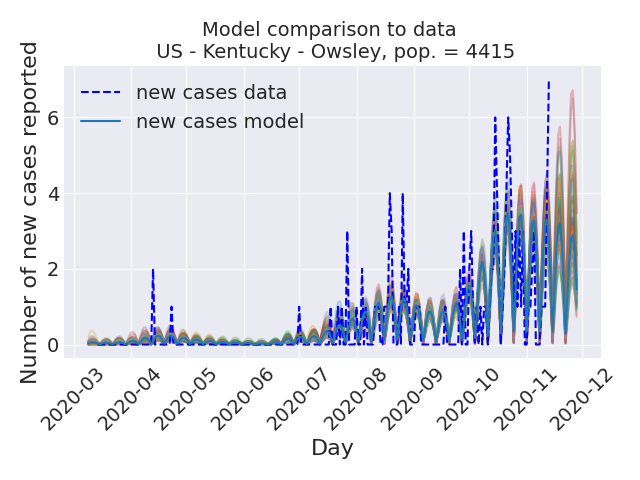 Model comparison to data
US - Kentucky - Owsley, pop. = 4415
Number of new cases reported
new cases data
new cases model
6
4
2
0
2020-03
2020-04
2020-05
2020-06
2020-07
2020-08
2020-09
2020-10
2020-11
2020-12
Day